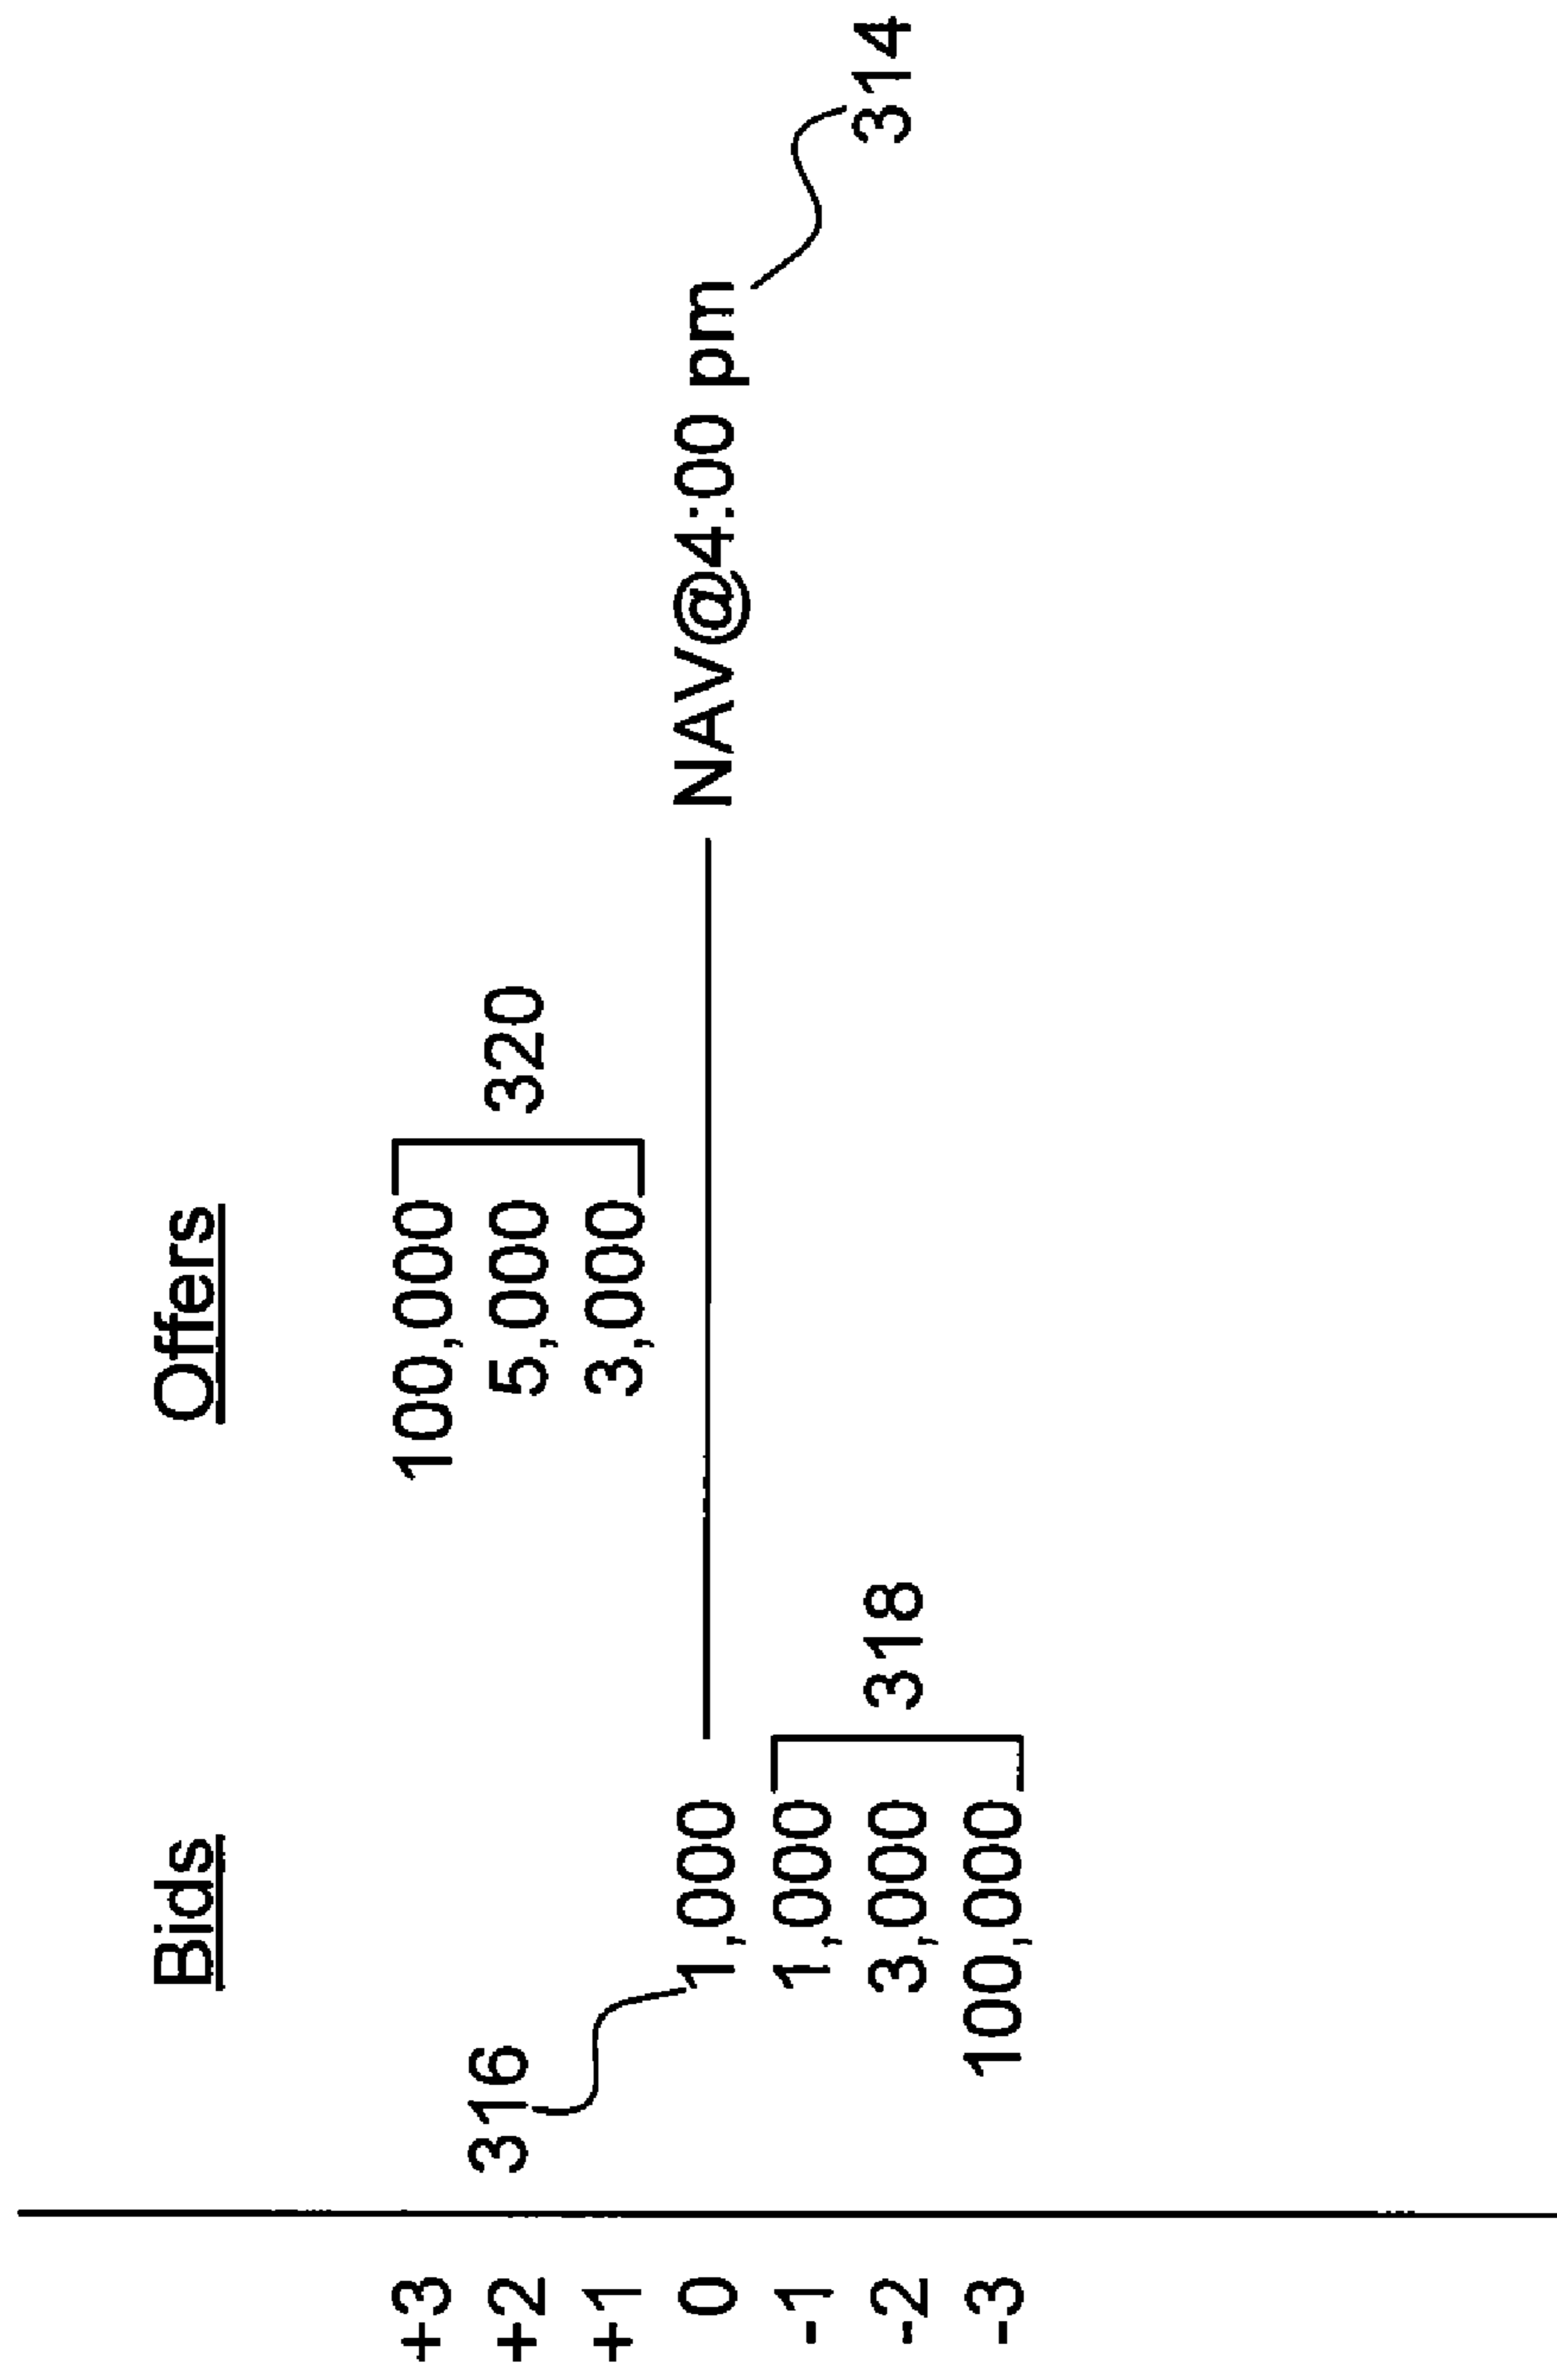 Bids Offers
+3 100,000
+2 316 5,000 320
+1 3,000
0 1,000 NAV@4:00 pm
-1 1,000
-2 3,000 318 314
-3 100,000